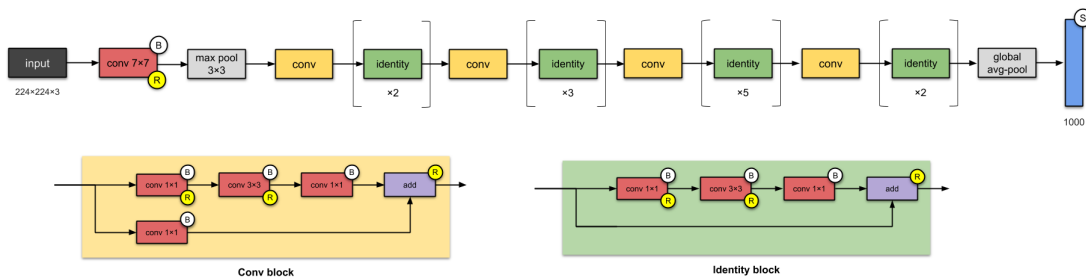 input
224×224×3
conv 7×7
B
R
max pool
3×3
conv
identity
×2
conv
identity
×3
conv
identity
×5
conv
identity
×2
global
avg-pool
S
1000
conv 1×1
B
R
conv 3×3
B
R
conv 1×1
B
add
R
conv 1×1
B
Conv block
conv 1×1
B
R
conv 3×3
B
R
conv 1×1
B
add
R
Identity block